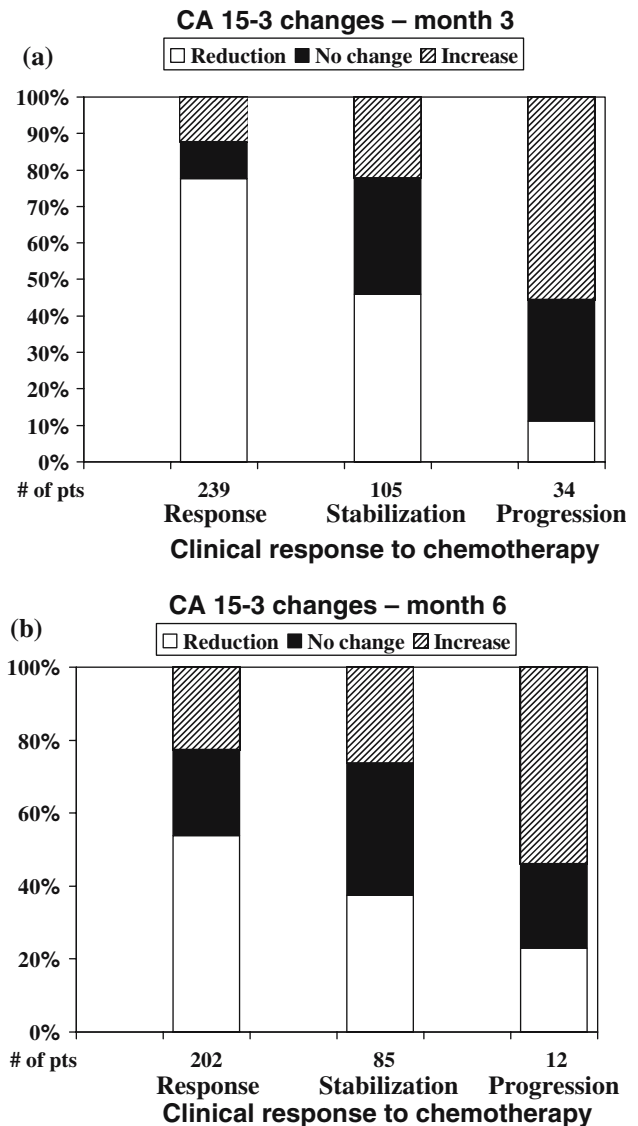 CA 15-3 changes – month 3
(a)
Reduction No change Increase
100%
90%
80%
70%
60%
50%
40%
30%
20%
10%
0%
# of pts 239 105 34
Response Stabilization Progression
Clinical response to chemotherapy
CA 15-3 changes – month 6
(b)
Reduction No change Increase
100%
80%
60%
40%
20%
0%
# of pts 202 85 12
Response Stabilization Progression
Clinical response to chemotherapy